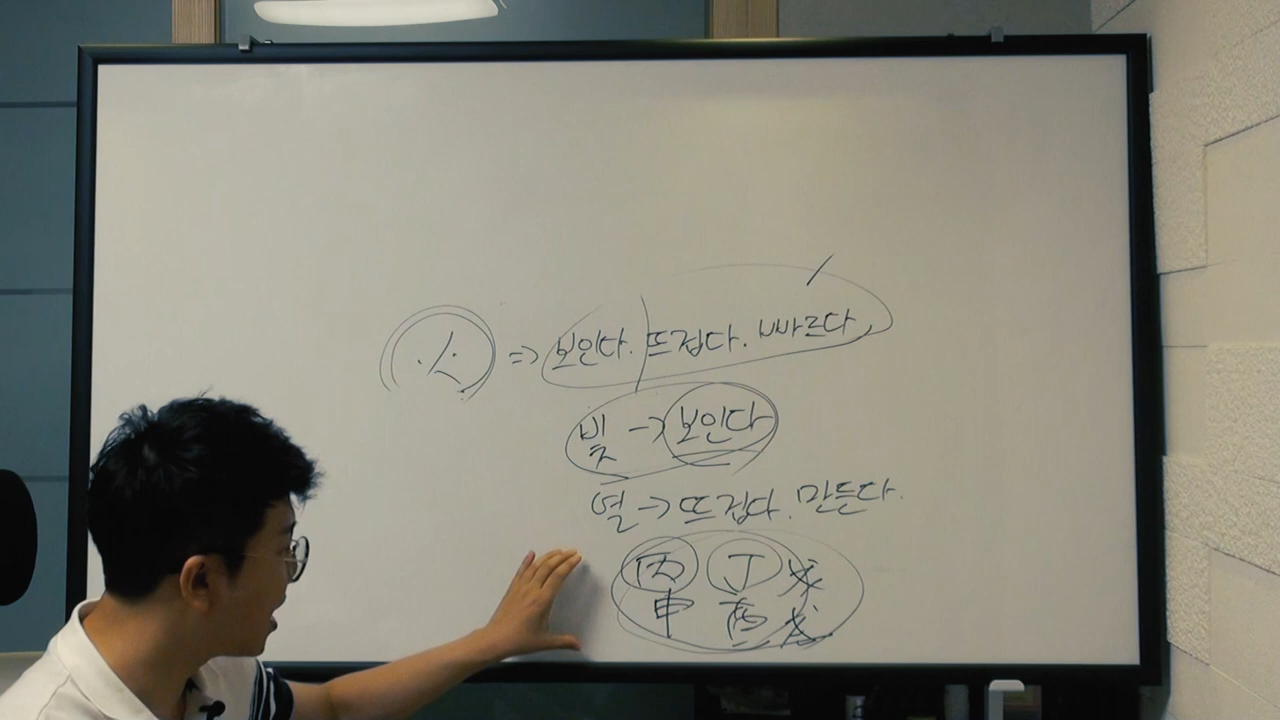 火 => 보인다. 뜨겁다. 빠르다
빛 -> 보인다
열 -> 뜨겁다. 만든다.
丙 丁 戊
申 酉 戌